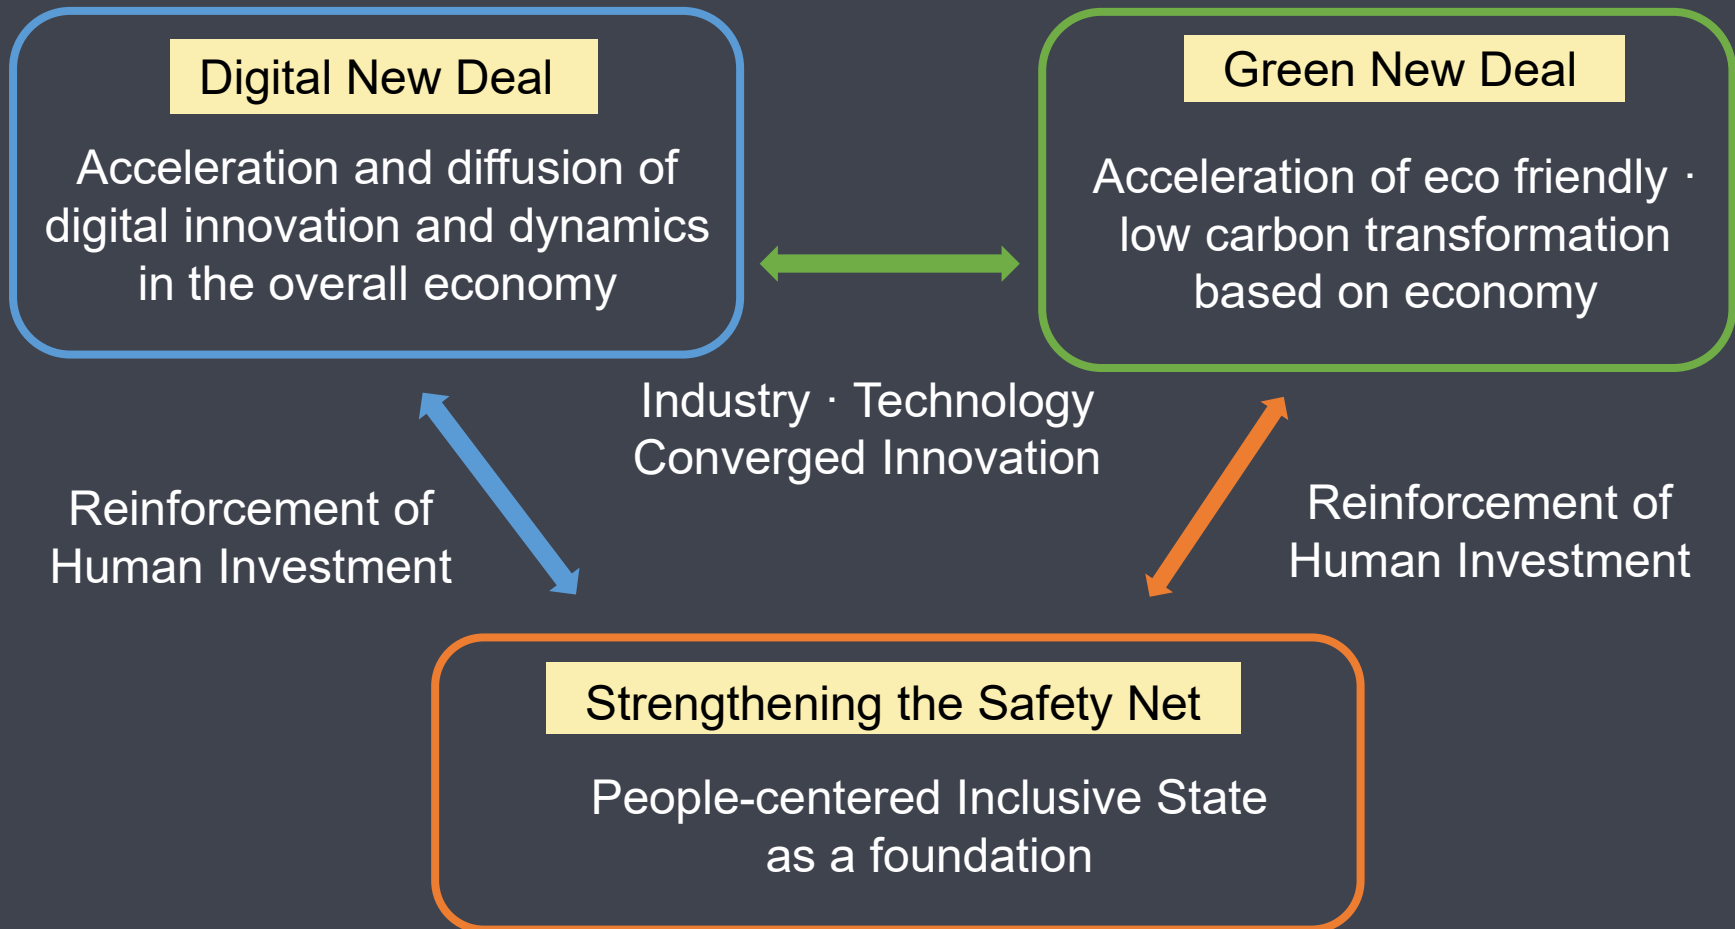 Digital New Deal
Acceleration and diffusion of
digital innovation and dynamics
in the overall economy
Green New Deal
Acceleration of eco friendly ·
low carbon transformation
based on economy
Industry · Technology
Converged Innovation
Reinforcement of
Human Investment
Reinforcement of
Human Investment
Strengthening the Safety Net
People-centered Inclusive State
as a foundation